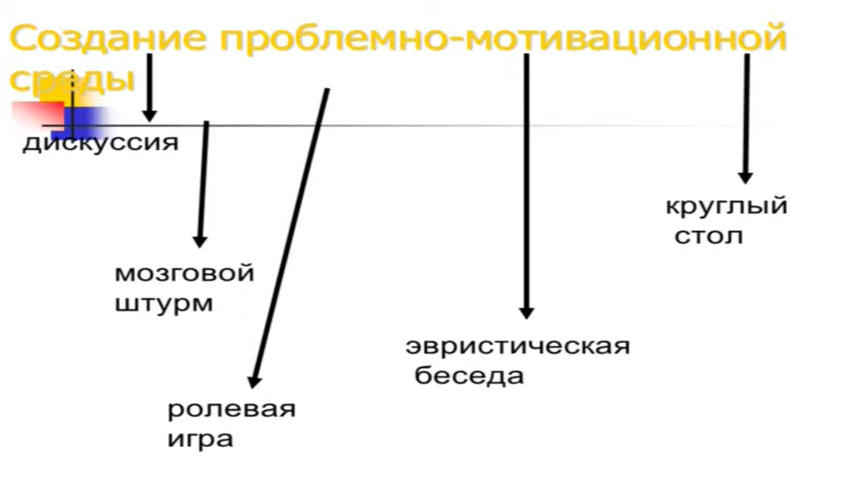 Создание проблемно-мотивационной
среды
дискуссия
круглый
стол
мозговой
штурм
эвристическая
беседа
ролевая
игра